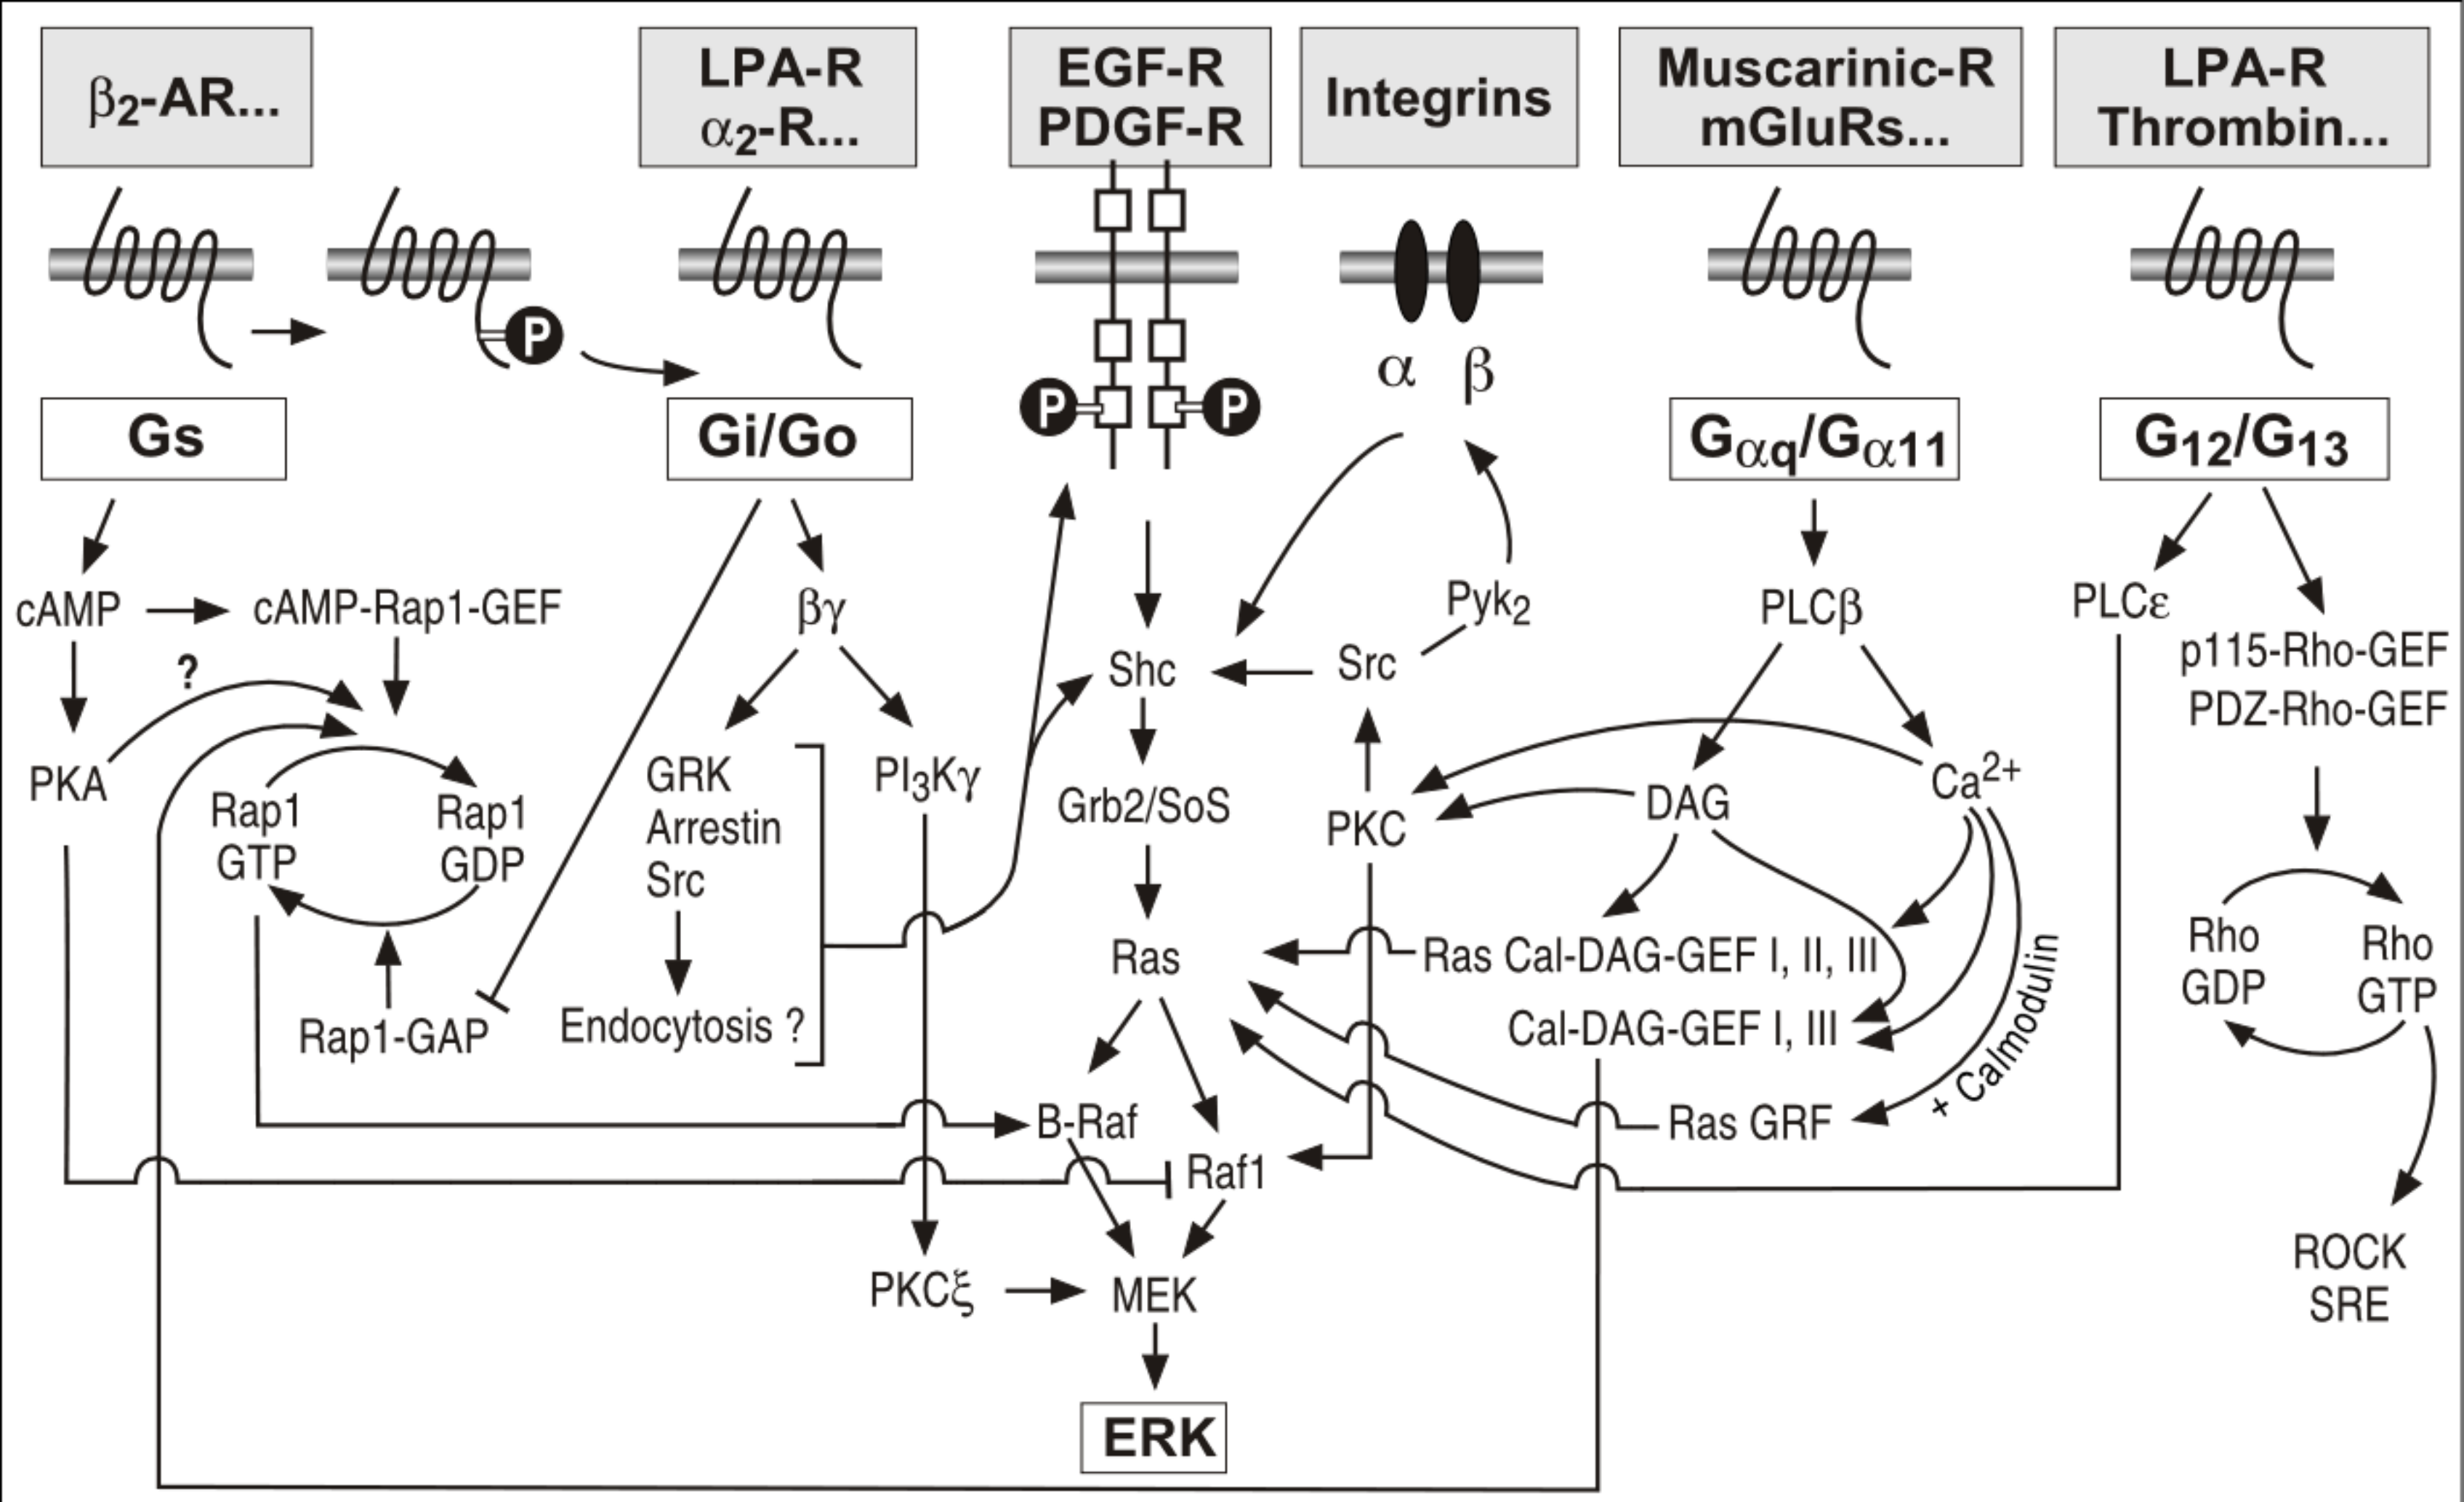 β2-AR...
LPA-R
α2-R...
EGF-R
PDGF-R
Integrins
Muscarinic-R
mGluRs...
LPA-R
Thrombin...
P
P
P
α
β
Gs
Gi/Go
Gαq/Gα11
G12/G13
cAMP
cAMP-Rap1-GEF
βγ
Pyk2
PLCβ
PLCε
?
Shc
Src
p115-Rho-GEF
PDZ-Rho-GEF
PKA
Rap1
GTP
Rap1
GDP
GRK
Arrestin
Src
PI3Kγ
Grb2/SoS
PKC
DAG
Ca2+
Rap1-GAP
Endocytosis ?
Ras
Ras Cal-DAG-GEF I, II, III
Cal-DAG-GEF I, III
+ Calmodulin
Rho
GDP
Rho
GTP
B-Raf
Raf1
Ras GRF
PKCξ
MEK
ROCK
SRE
ERK